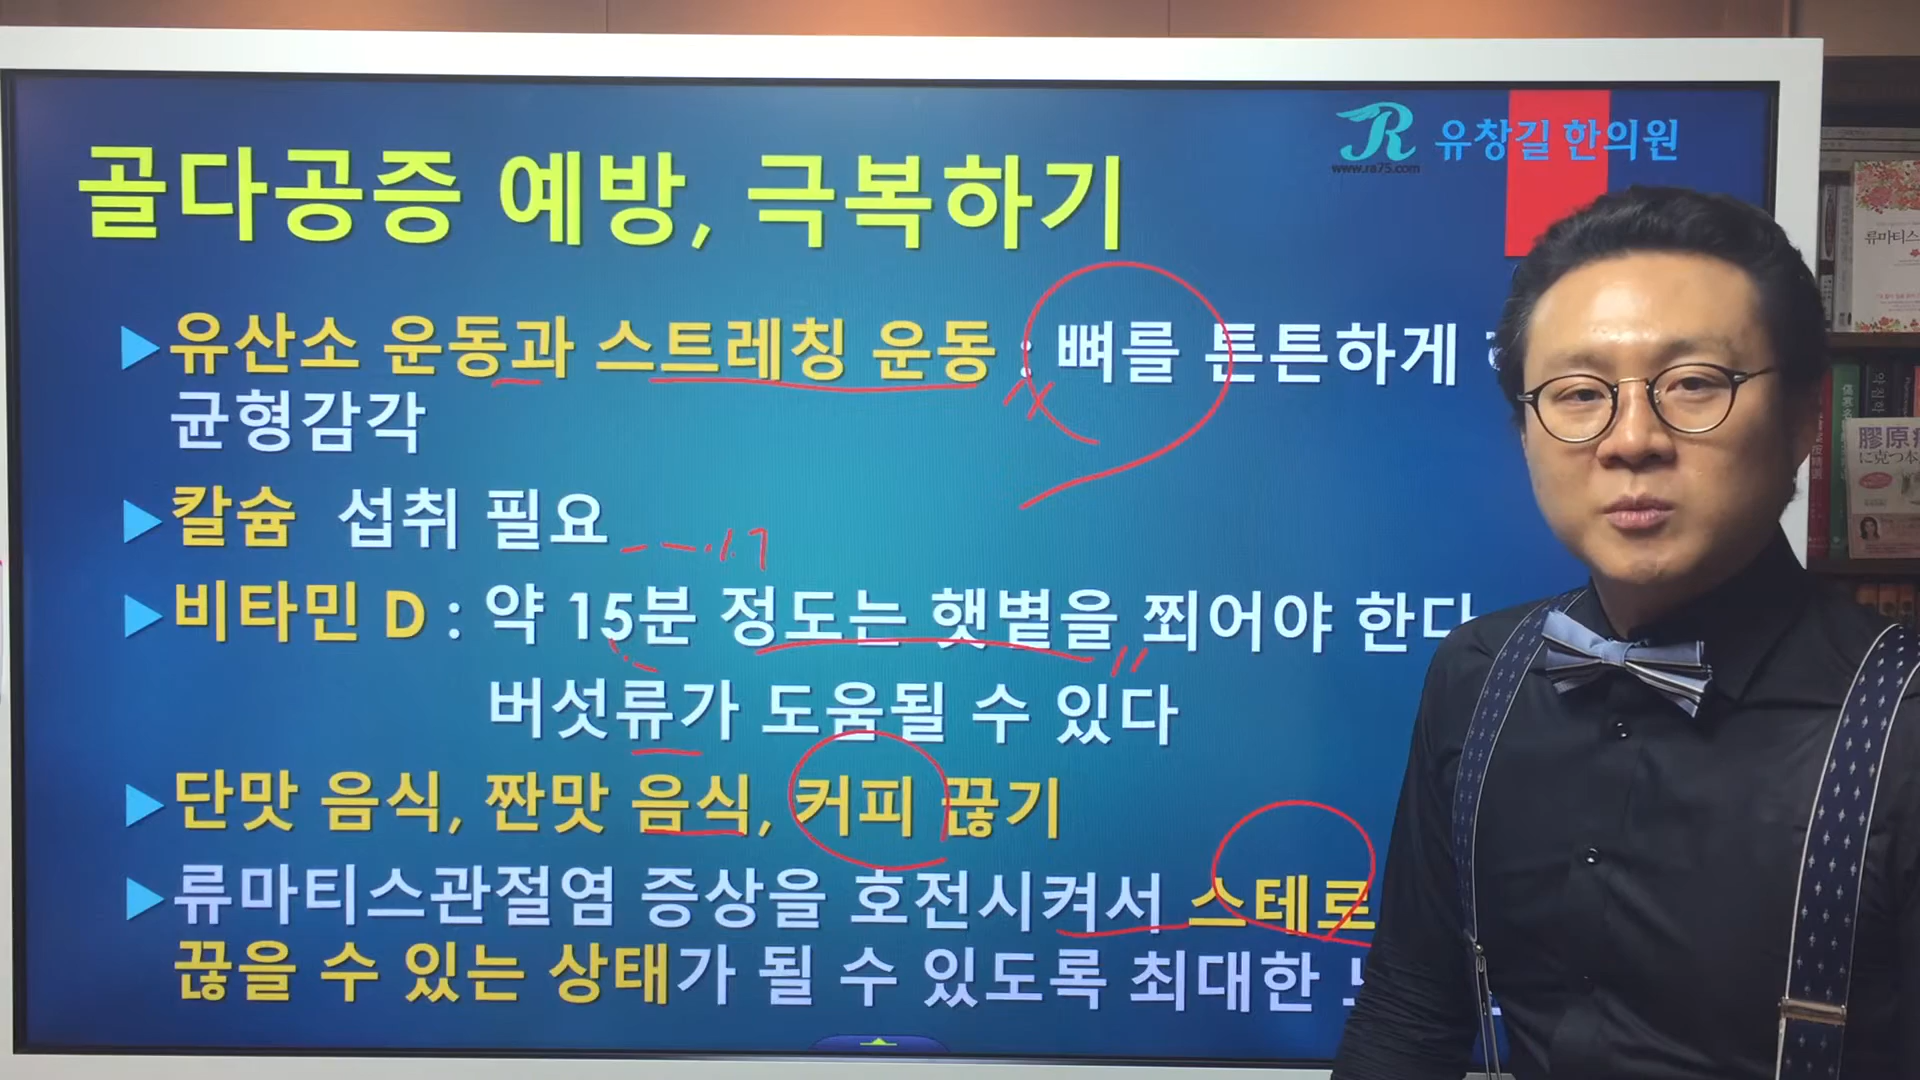 유창길 한의원
www.ra75.com
골다공증 예방, 극복하기
유산소 운동과 스트레칭 운동 : 뼈를 튼튼하게
균형감각
칼슘 섭취 필요
비타민 D : 약 15분 정도는 햇볕을 쬐어야 한다
버섯류가 도움될 수 있다
단맛 음식, 짠맛 음식, 커피 끊기
류마티스관절염 증상을 호전시켜서 스테로
끊을 수 있는 상태가 될 수 있도록 최대한
류마티스
膠原病
に克つ本